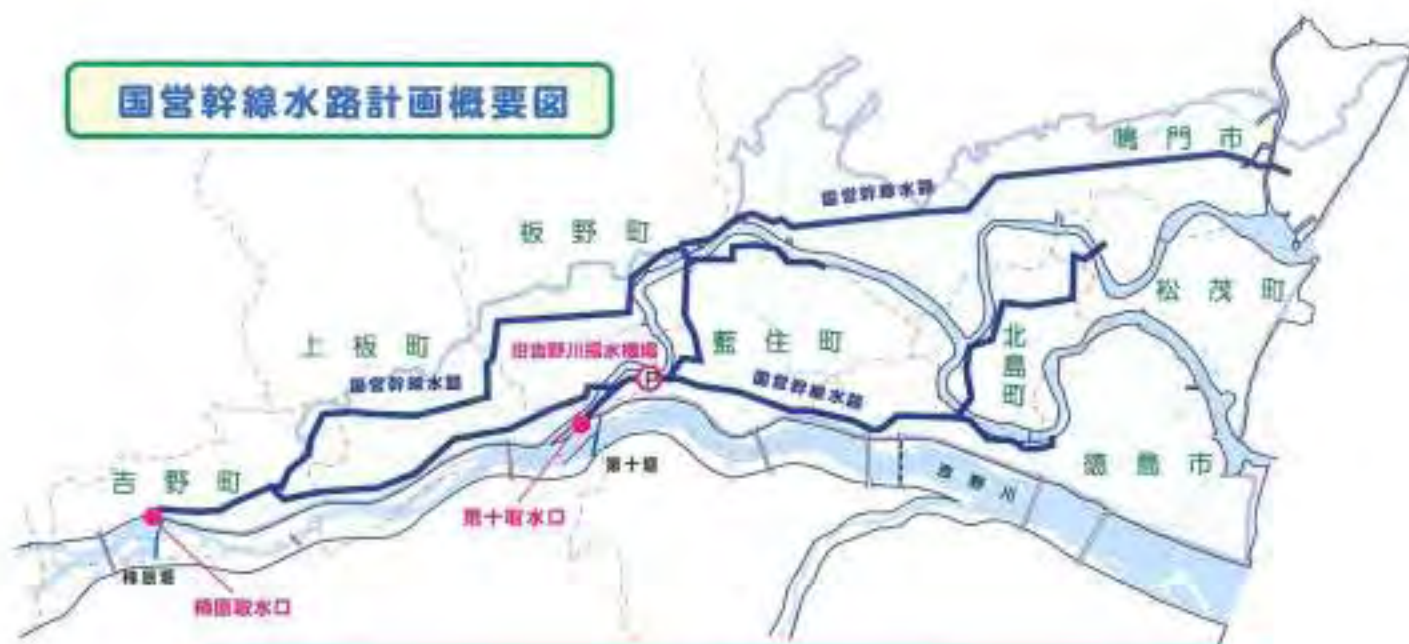 国営幹線水路計画概要図
鳴門市
国営幹線水路
板野町
松茂町
上板町
旧吉野川揚水機場
藍住町
北島町
国営幹線水路
P
国営幹線水路
吉野町
第十堰
徳島市
吉野川
第十取水口
柿原堰
柿原取水口